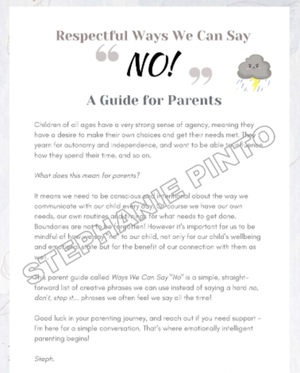 Respectful Ways We Can Say
“ NO! ”
A Guide for Parents
Children of all ages have a very strong sense of agency, meaning they
have a desire to make their own choices and get their needs met. They
yearn for autonomy and independence, and want to be able to
how they spend their time, and so on.
What does this mean for parents?
It means we need to be conscious and intentional about the way we
communicate with our child every day. Of course we have our own
needs, our own routines and things for what needs to get done.
Boundaries are not to be forgotten! However it's important for us to be
mindful of how we say "no" to our child, not only for our child's wellbeing
and emotional state but for the benefit of our connection with them as
well.
This parent guide called Ways We Can Say "No" is a simple, straight-
forward list of creative phrases we can use instead of saying a hard no,
don't, stop it... phrases we often feel we say all the time!
Good luck in your parenting journey, and reach out if you need support -
I'm here for a simple conversation. That's where emotionally intelligent
parenting begins!
Steph.
STEPHANIE PINTO